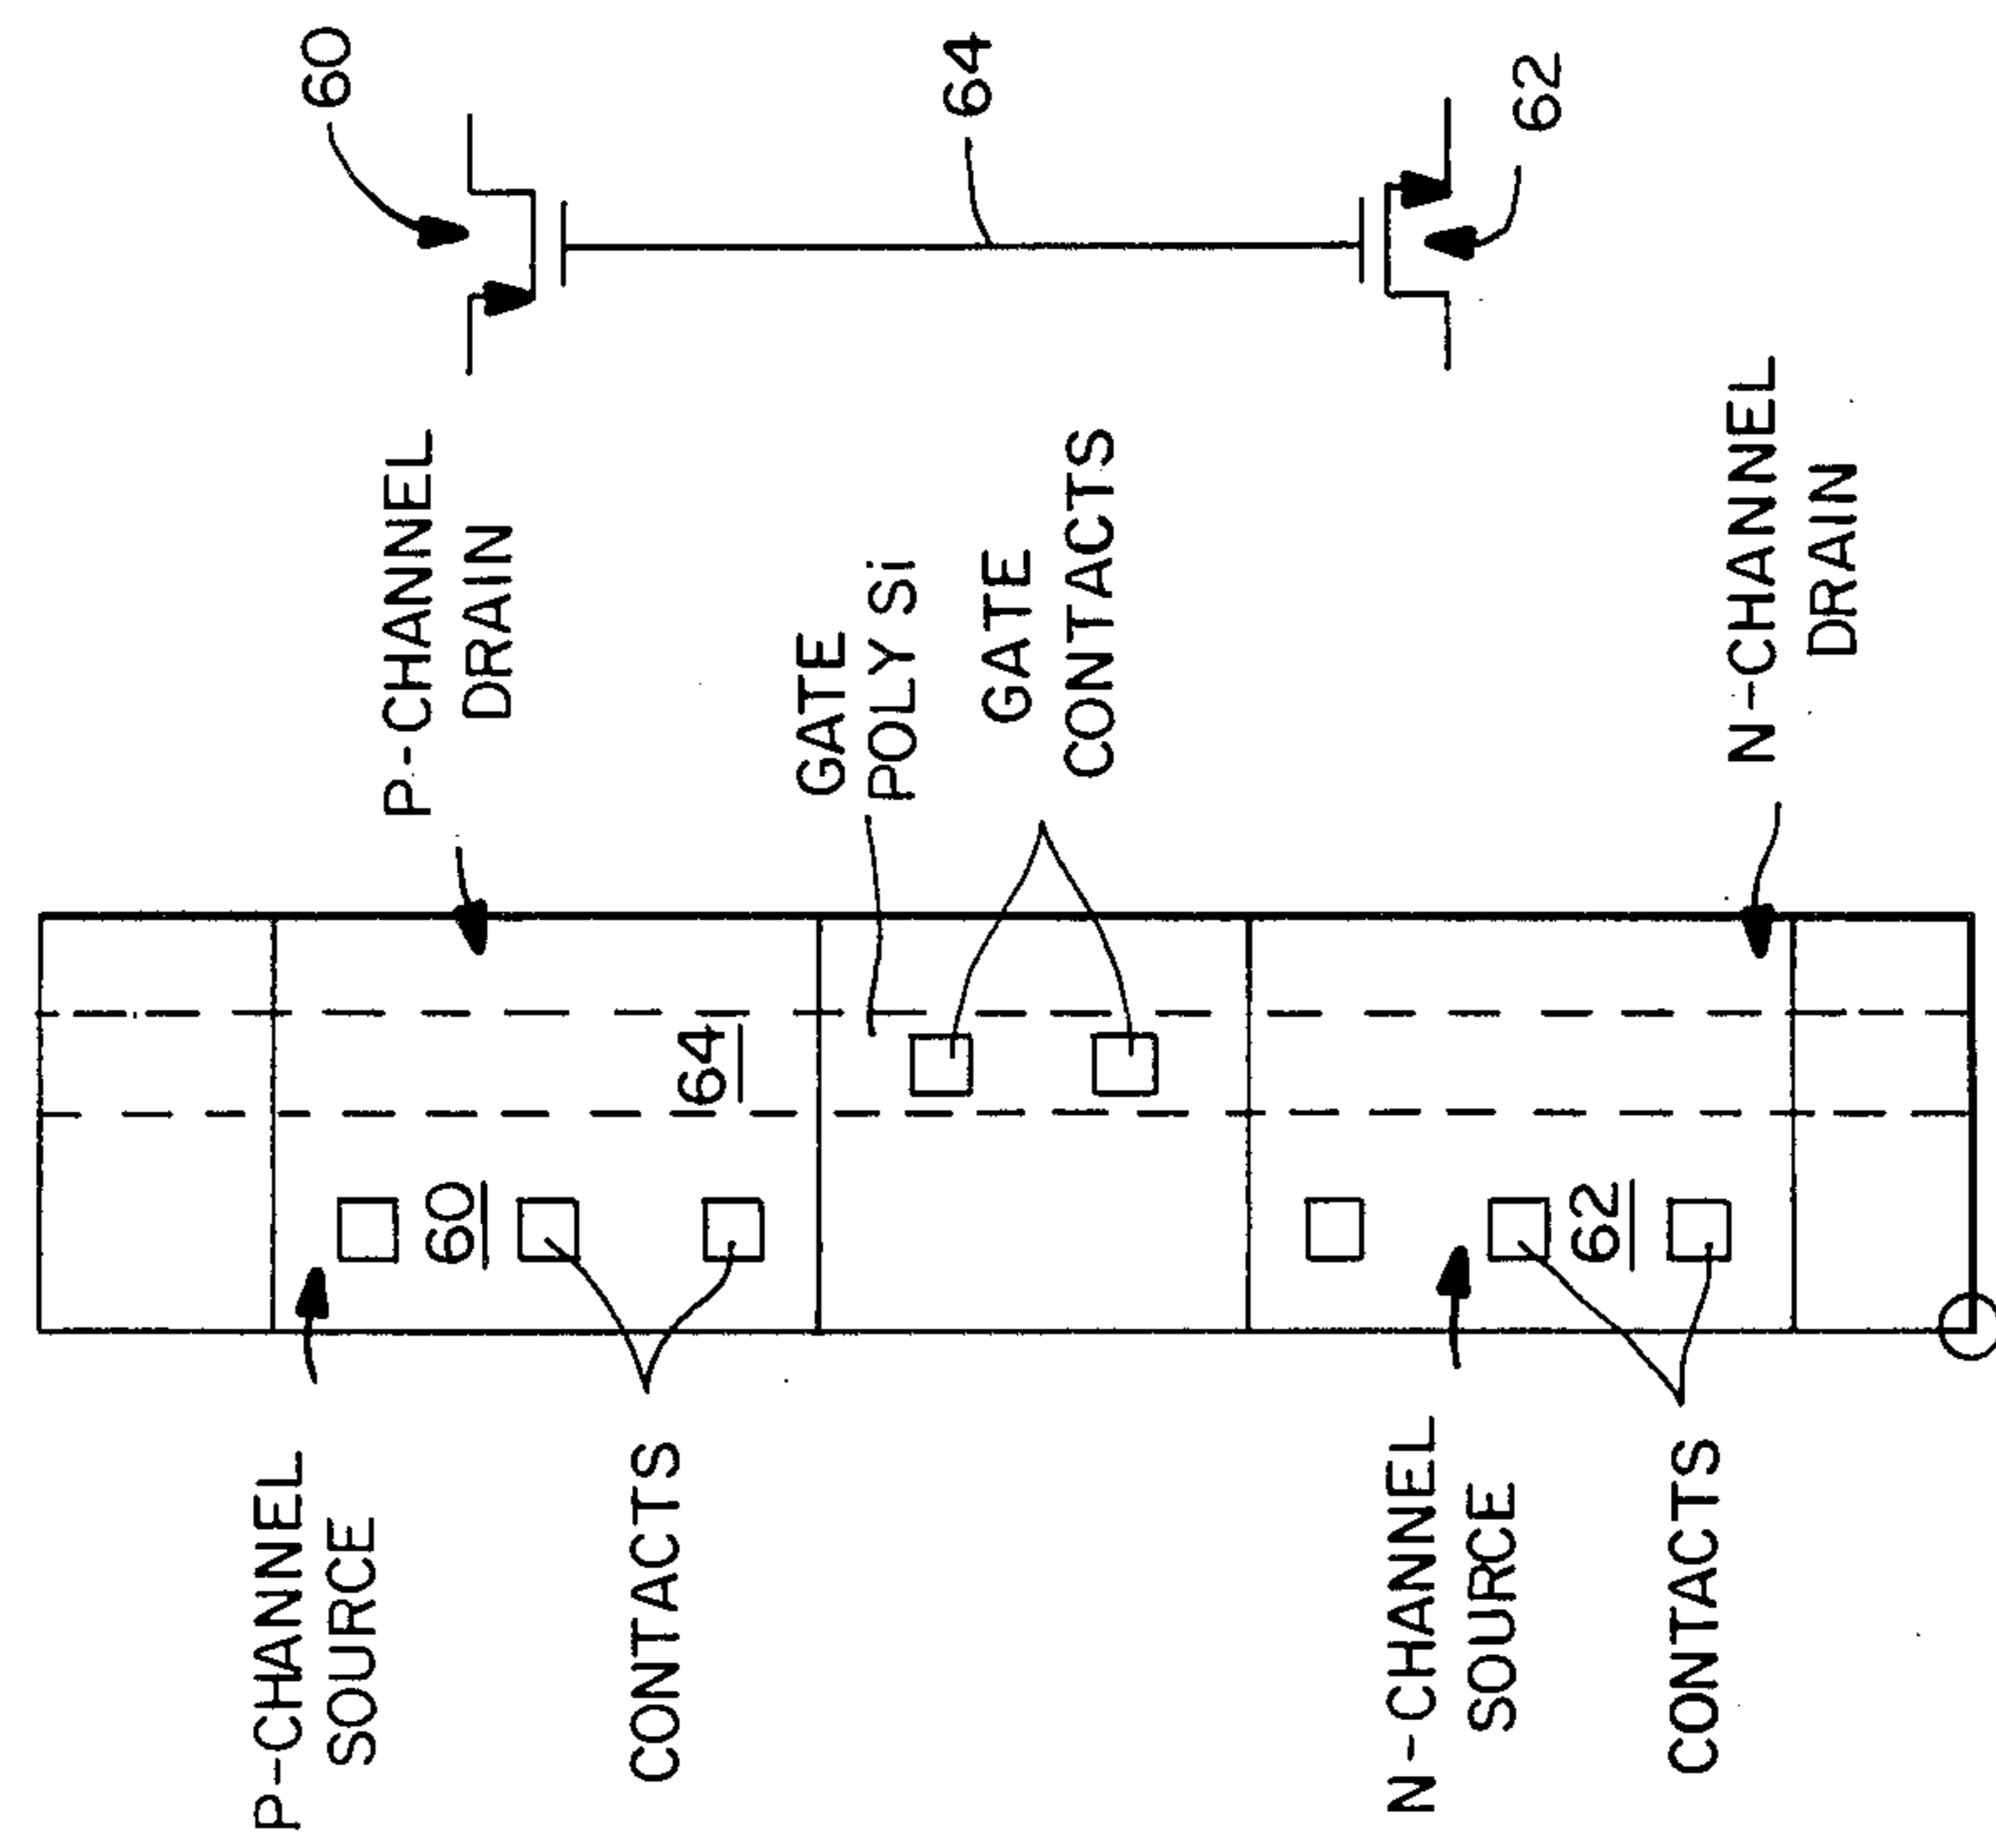 60
64
62
P-CHANNEL
DRAIN
GATE
POLY Si
GATE
CONTACTS
N-CHANNEL
DRAIN
64
60
62
P-CHANNEL
SOURCE
CONTACTS
N-CHANNEL
SOURCE
CONTACTS